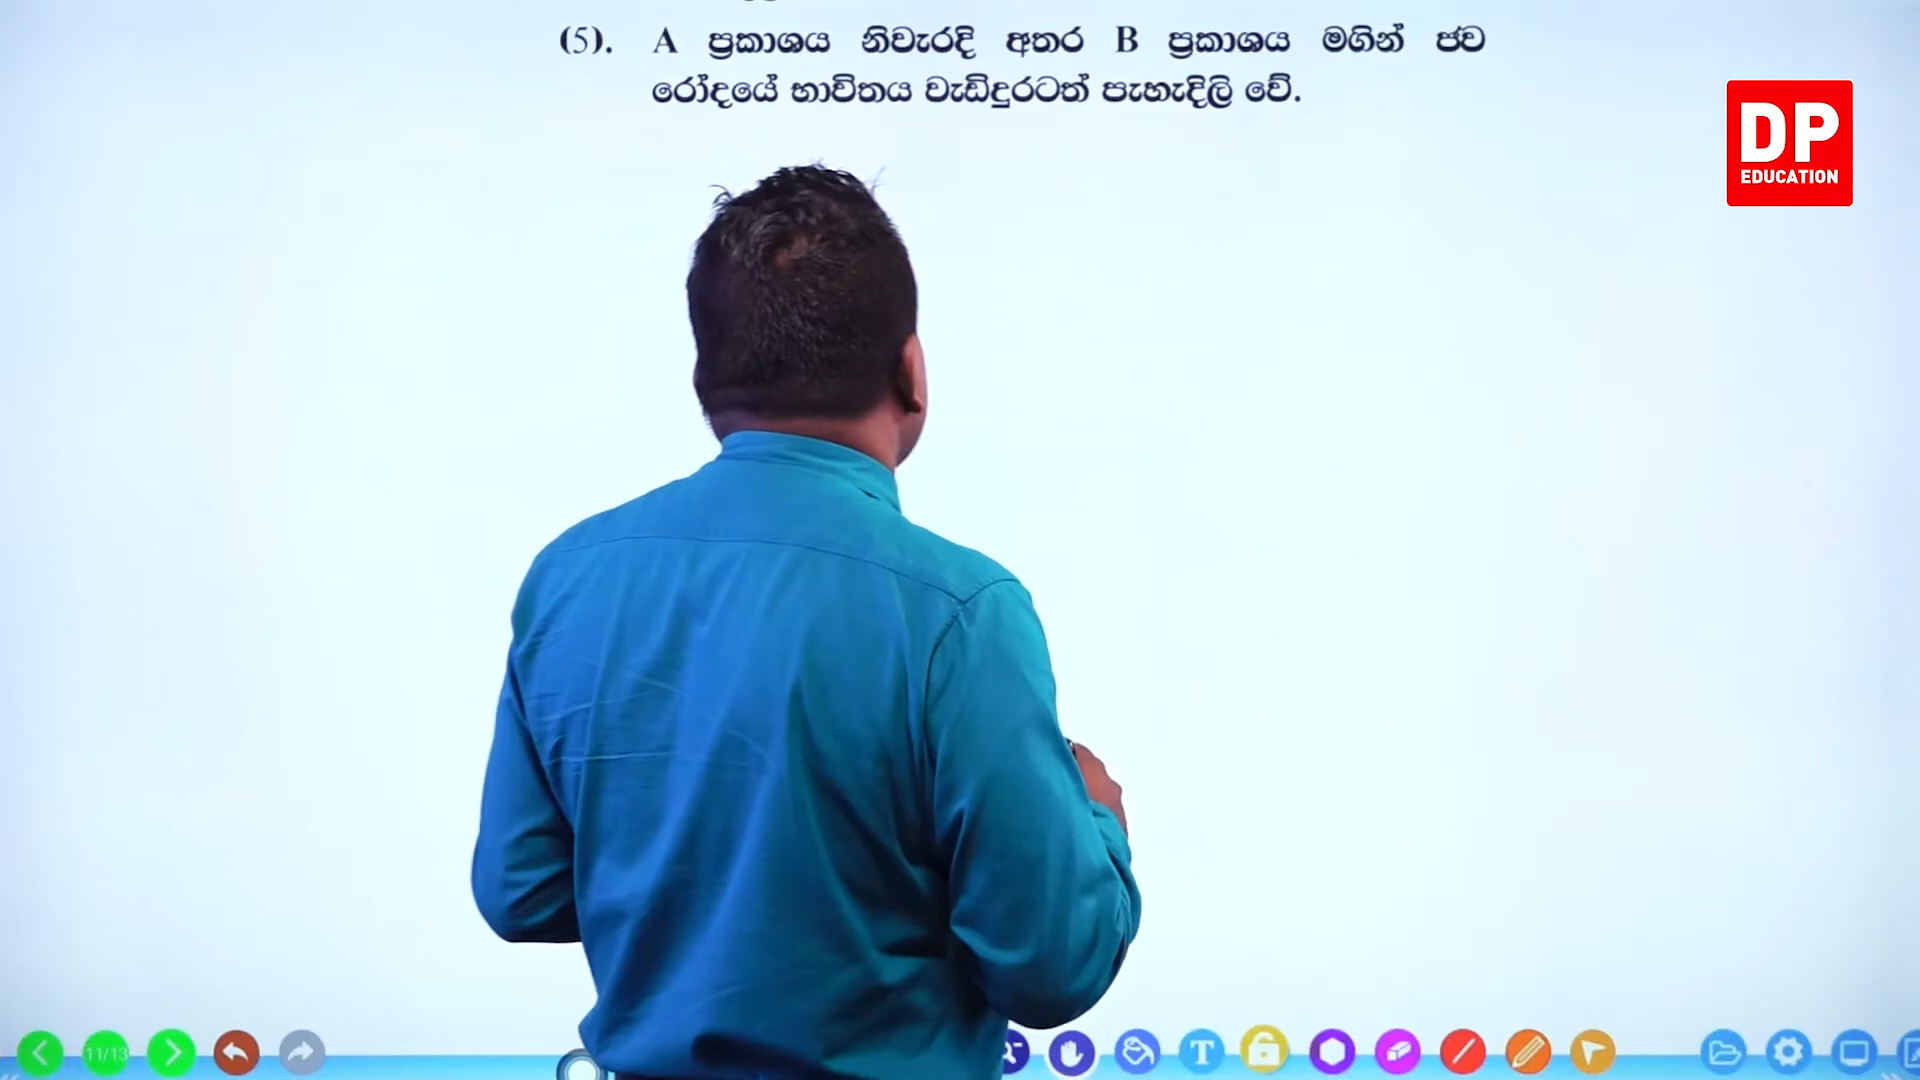 (5). A ප්‍රකාශය නිවැරදි අතර B ප්‍රකාශය මගින් ජව
රෝදයේ භාවිතය වැඩිදුරටත් පැහැදිලි වේ.
DP
EDUCATION
11/13
T